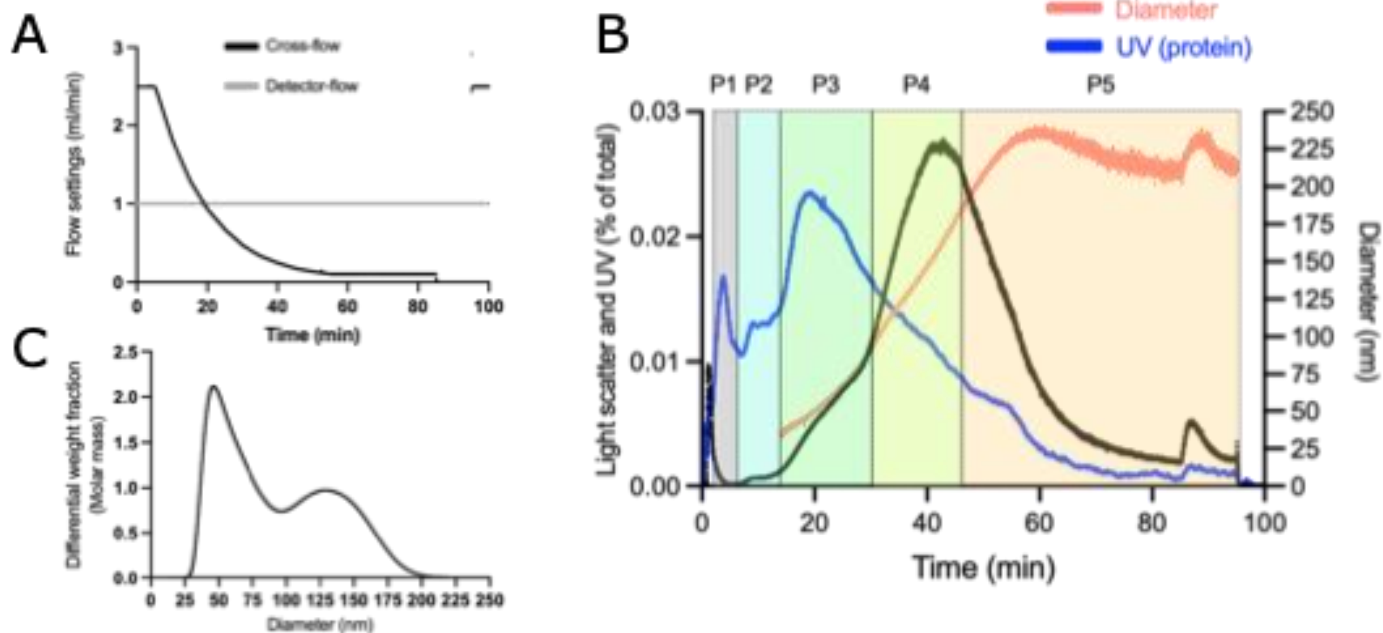 A
Cross-flow
Detector-flow
Flow settings (ml/min)
3
2
1
0
0 20 40 60 80 100
Time (min)
B
Diameter
UV (protein)
P1 P2 P3 P4 P5
Light scatter and UV (% of total)
0.03
0.02
0.01
0.00
250
225
200
175
150
125
100
75
50
25
0
Diameter (nm)
0 20 40 60 80 100
Time (min)
C
Differential weight fraction
(Molar mass)
2.5
2.0
1.5
1.0
0.5
0.0
0 25 50 75 100 125 150 175 200 225 250
Diameter (nm)